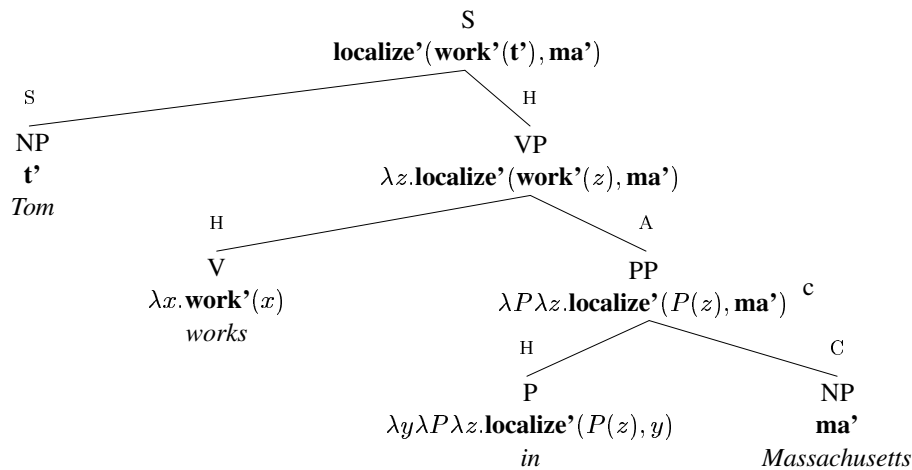 S
localize’(work’(t’), ma’)
S H
NP VP
t’ λz.localize’(work’(z), ma’)
Tom
H A
V PP
λx.work’(x) λPλz.localize’(P(z), ma’) c
works
H C
P NP
λyλPλz.localize’(P(z), y) ma’
in Massachusetts